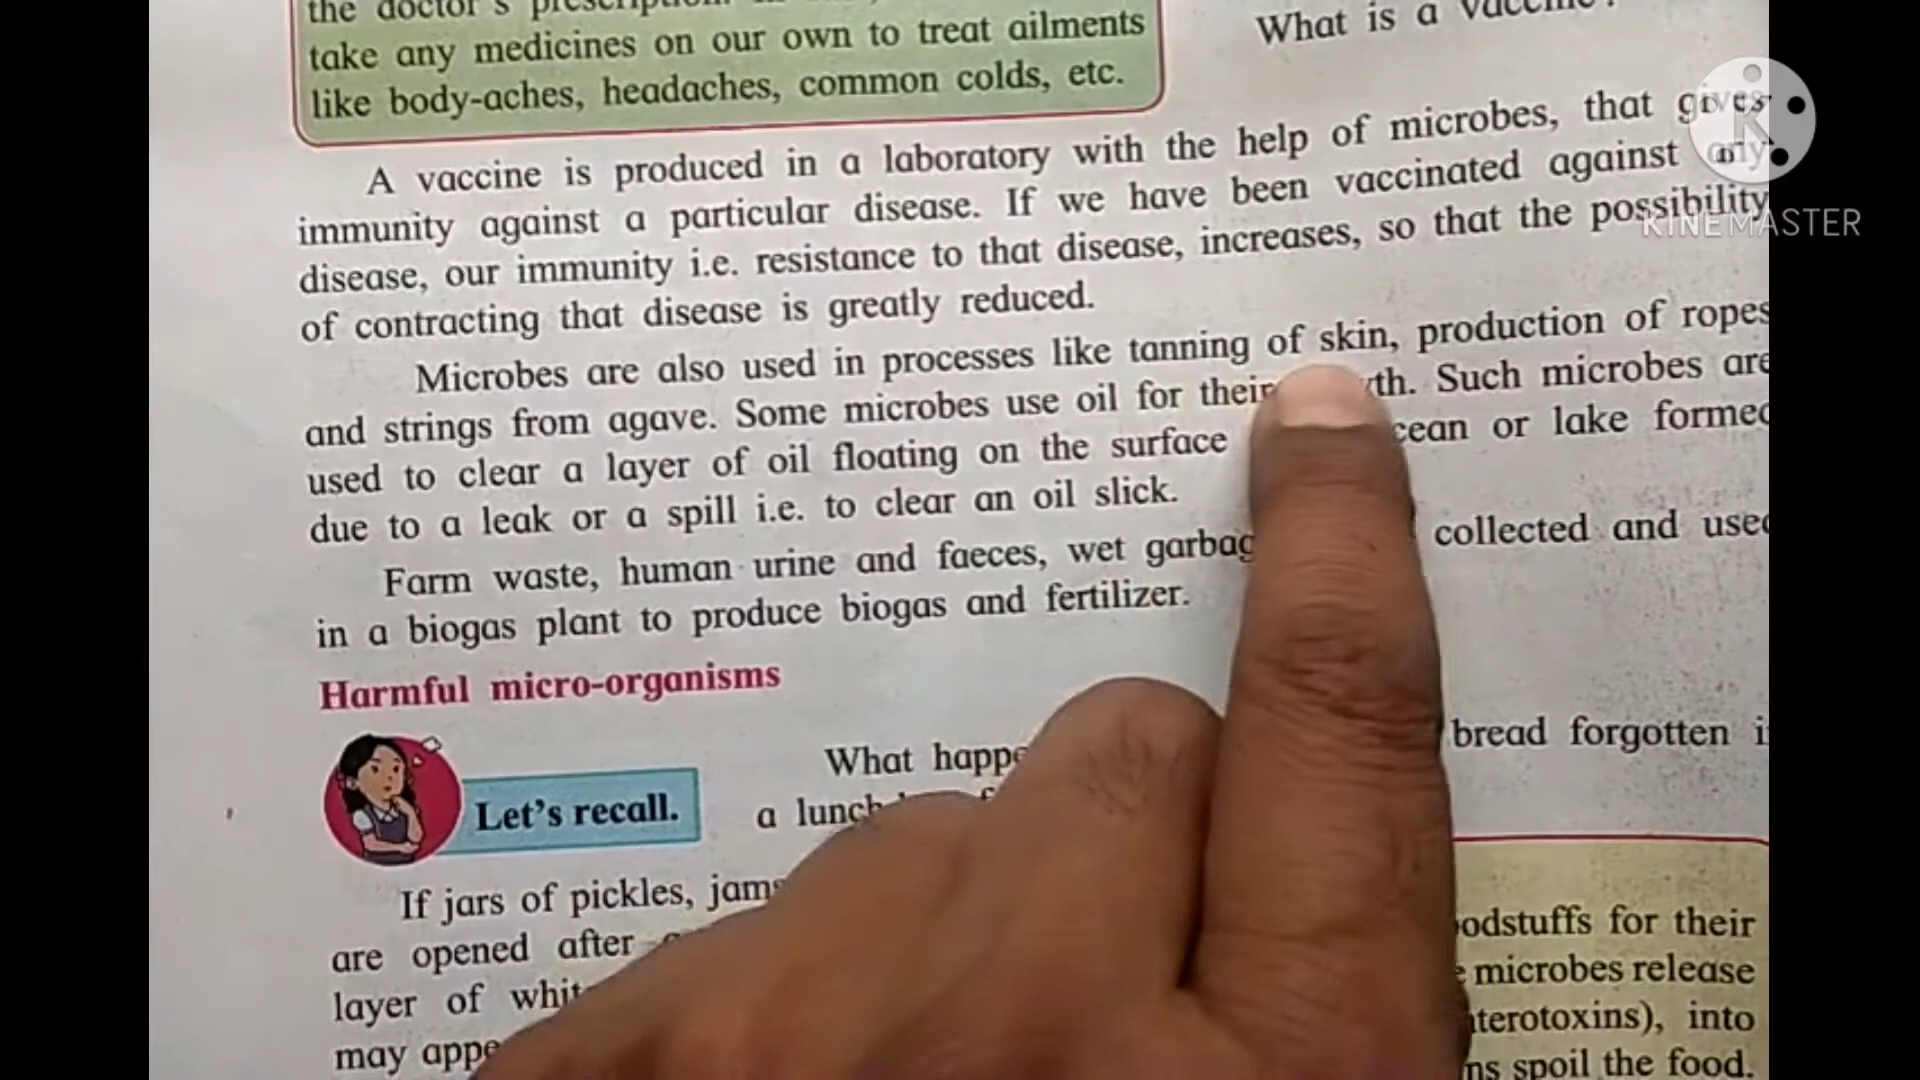 the doctor's
take any medicines on our own to treat ailments
like body-aches, headaches, common colds, etc.
What is a vaccine?
A vaccine is produced in a laboratory with the help of microbes, that gives
immunity against a particular disease. If we have been vaccinated against any
disease, our immunity i.e. resistance to that disease, increases, so that the possibility
of contracting that disease is greatly reduced.
Microbes are also used in processes like tanning of skin, production of ropes
and strings from agave. Some microbes use oil for their Such microbes are
used to clear a layer of oil floating on the surface or lake formed
due to a leak or a spill i.e. to clear an oil slick.
Farm waste, human urine and faeces, wet collected and used
in a biogas plant to produce biogas and fertilizer.
Harmful micro-organisms
What bread forgotten
a
Let's recall.
If jars of pickles,
are opened after
layer of
may
for their
microbes release
into
spoil the food.
K
KINEMASTER